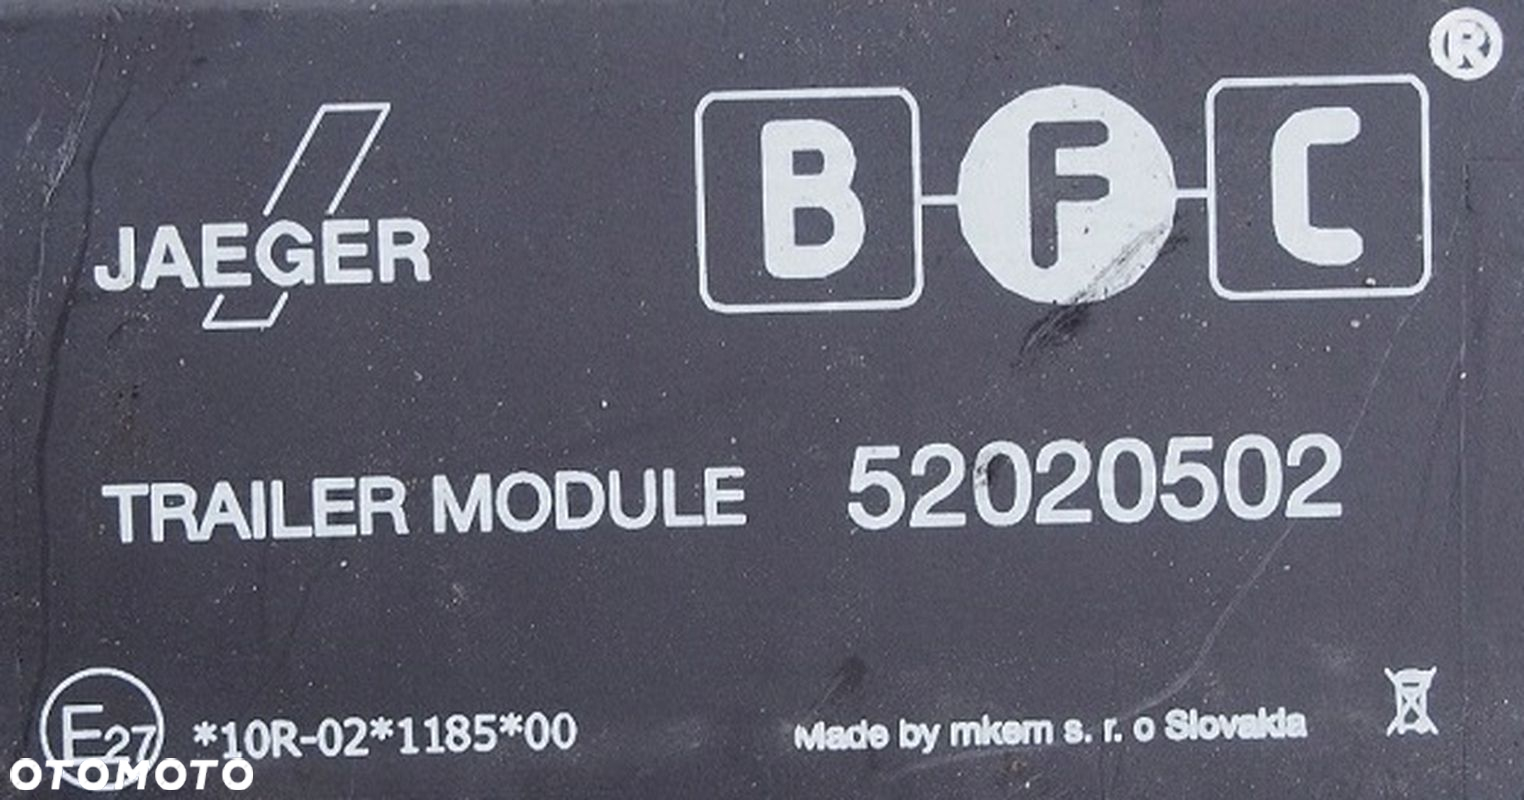 ®
JAEGER
B F C
TRAILER MODULE 52020502
E27 *10R-02*1185*00
Made by mkem s. r. o Slovakia
OTOMOTO